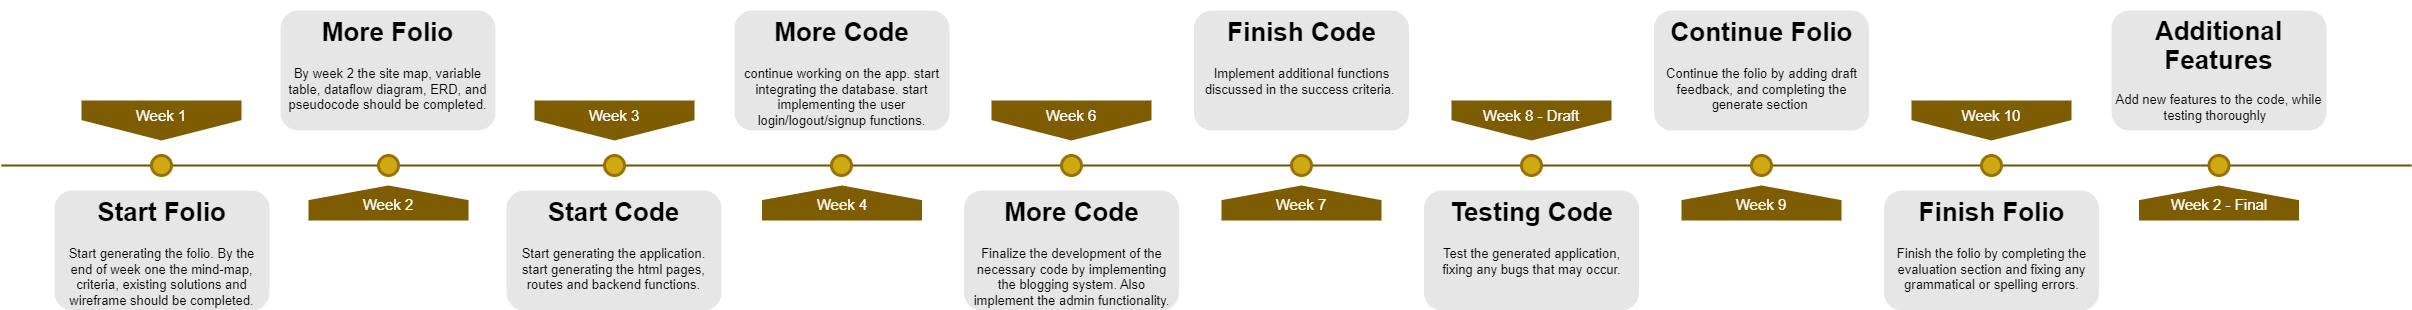 Week 1
Start Folio
Start generating the folio. By the
end of week one the mind-map,
criteria, existing solutions and
wireframe should be completed.
More Folio
By week 2 the site map, variable
table, dataflow diagram, ERD, and
pseudocode should be completed.
Week 2
Week 3
Start Code
Start generating the application.
start generating the html pages,
routes and backend functions.
More Code
continue working on the app. start
integrating the database. start
implementing the user
login/logout/signup functions.
Week 4
Week 6
More Code
Finalize the development of the
necessary code by implementing
the blogging system. Also
implement the admin functionality.
Finish Code
Implement additional functions
discussed in the success criteria.
Week 7
Week 8 - Draft
Testing Code
Test the generated application,
fixing any bugs that may occur.
Continue Folio
Continue the folio by adding draft
feedback, and completing the
generate section
Week 9
Week 10
Finish Folio
Finish the folio by completing the
evaluation section and fixing any
grammatical or spelling errors.
Additional
Features
Add new features to the code, while
testing thoroughly
Week 2 - Final